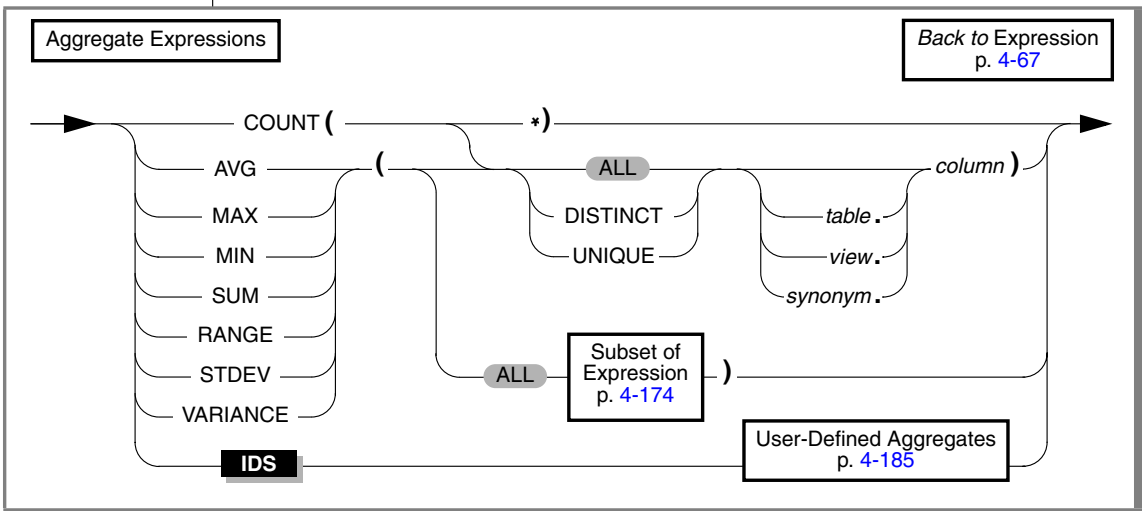 Aggregate Expressions
Back to Expression
p. 4-67
COUNT ( *)
AVG ( ALL column )
MAX DISTINCT table .
MIN UNIQUE view .
SUM synonym .
RANGE
STDEV ALL Subset of
Expression
p. 4-174 )
VARIANCE
IDS User-Defined Aggregates
p. 4-185